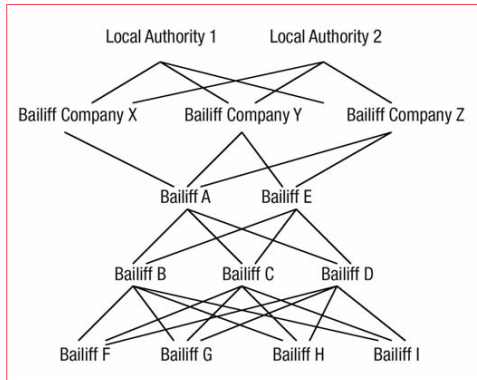 Local Authority 1 Local Authority 2
Bailiff Company X Bailiff Company Y Bailiff Company Z
Bailiff A Bailiff E
Bailiff B Bailiff C Bailiff D
Bailiff F Bailiff G Bailiff H Bailiff I